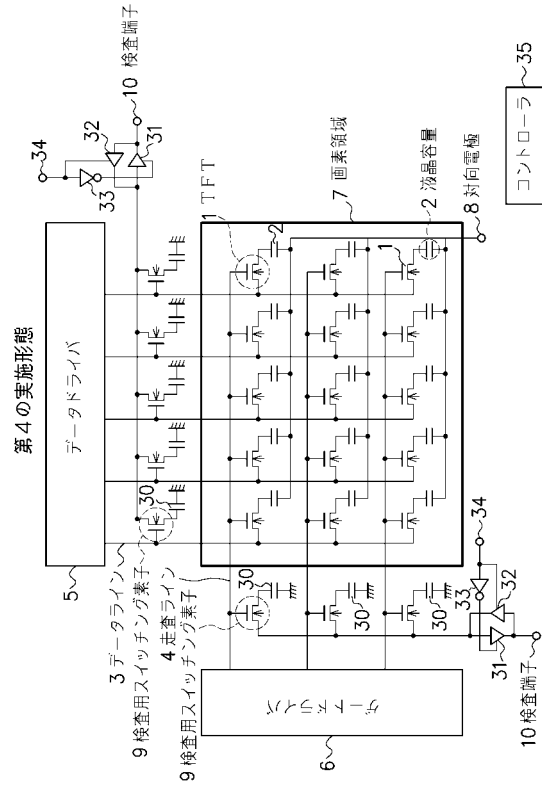 第4の実施形態
34
32
10 検査端子
33
31
データドライバ
5
1 TFT
2
7 画素領域
30
3 データライン
9 検査用スイッチング素子
4 走査ライン
9 検査用スイッチング素子
30
1
2 液晶容量
8 対向電極
30
30
ゲートドライバ
6
34
33
32
31
10 検査端子
コントローラ
35